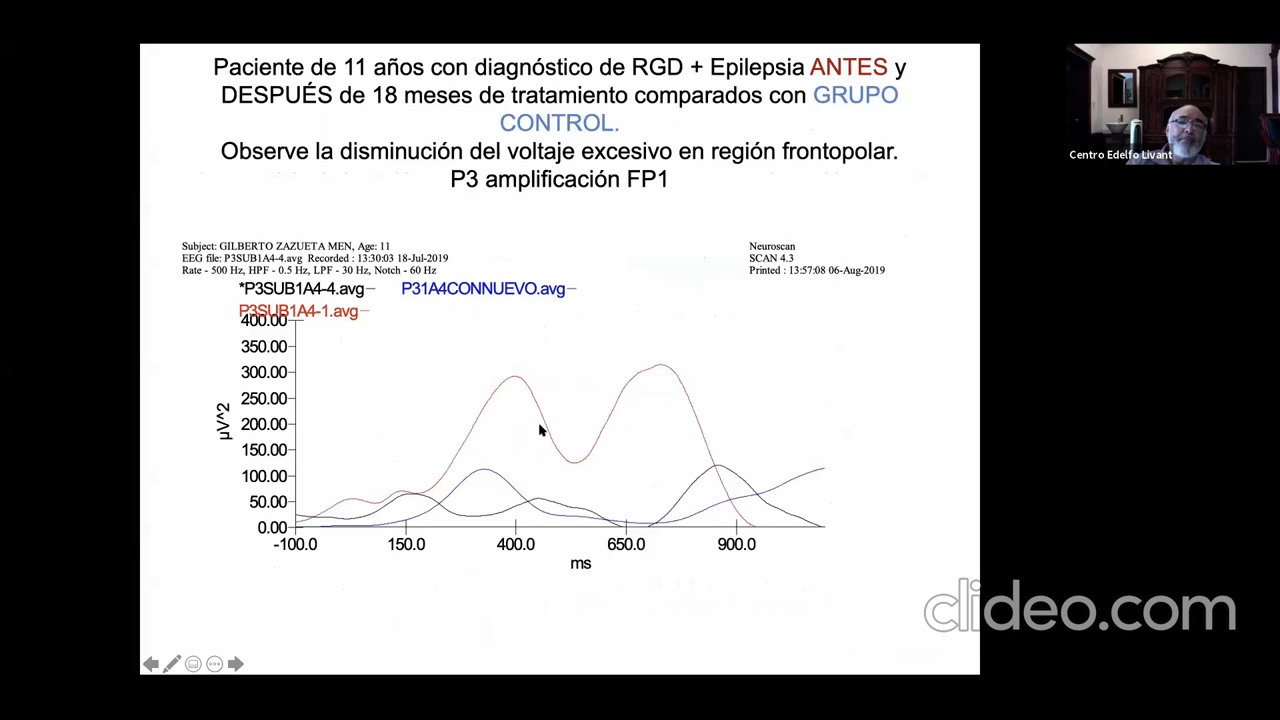 Paciente de 11 años con diagnóstico de RGD + Epilepsia ANTES y
DESPUÉS de 18 meses de tratamiento comparados con GRUPO
CONTROL.
Observe la disminución del voltaje excesivo en región frontopolar.
P3 amplificación FP1
Centro Edelfo Livant
Subject: GILBERTO ZAZUETA MEN, Age: 11
EEG file: P3SUB1A4-4.avg Recorded : 13:30:03 18-Jul-2019
Rate - 500 Hz, HPF - 0.5 Hz, LPF - 30 Hz, Notch - 60 Hz
Neuroscan
SCAN 4.3
Printed : 13:57:08 06-Aug-2019
*P3SUB1A4-4.avg
P31A4CONNUEVO.avg
P3SUB1A4-1.avg
400.00
350.00
300.00
250.00
200.00
150.00
100.00
50.00
0.00
µV^2
-100.0 150.0 400.0 650.0 900.0
ms
clideo.com